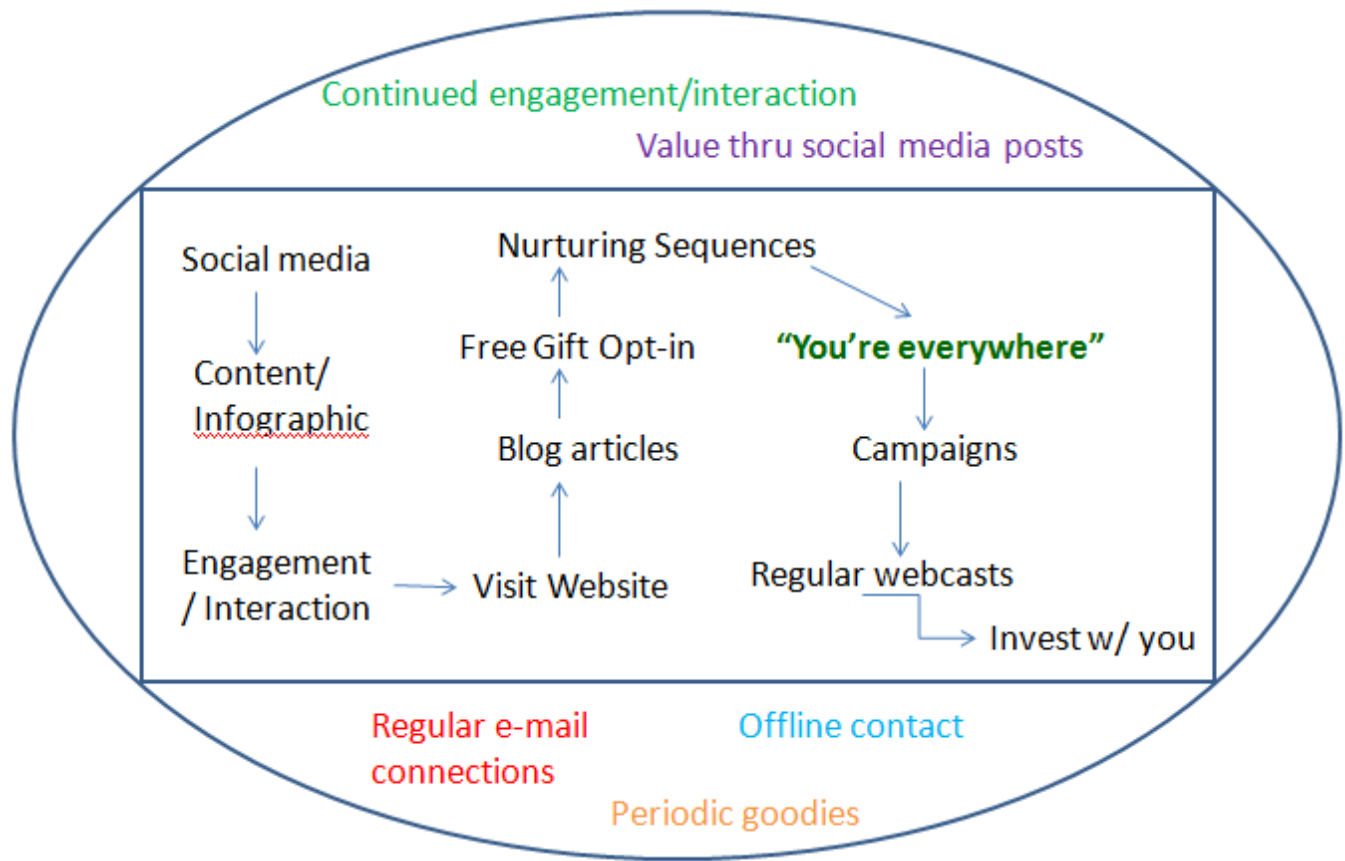 Continued engagement/interaction
Value thru social media posts
Social media
Content/
Infographic
Engagement
/ Interaction
Visit Website
Blog articles
Free Gift Opt-in
Nurturing Sequences
“You’re everywhere”
Campaigns
Regular webcasts
Invest w/ you
Regular e-mail
connections
Offline contact
Periodic goodies